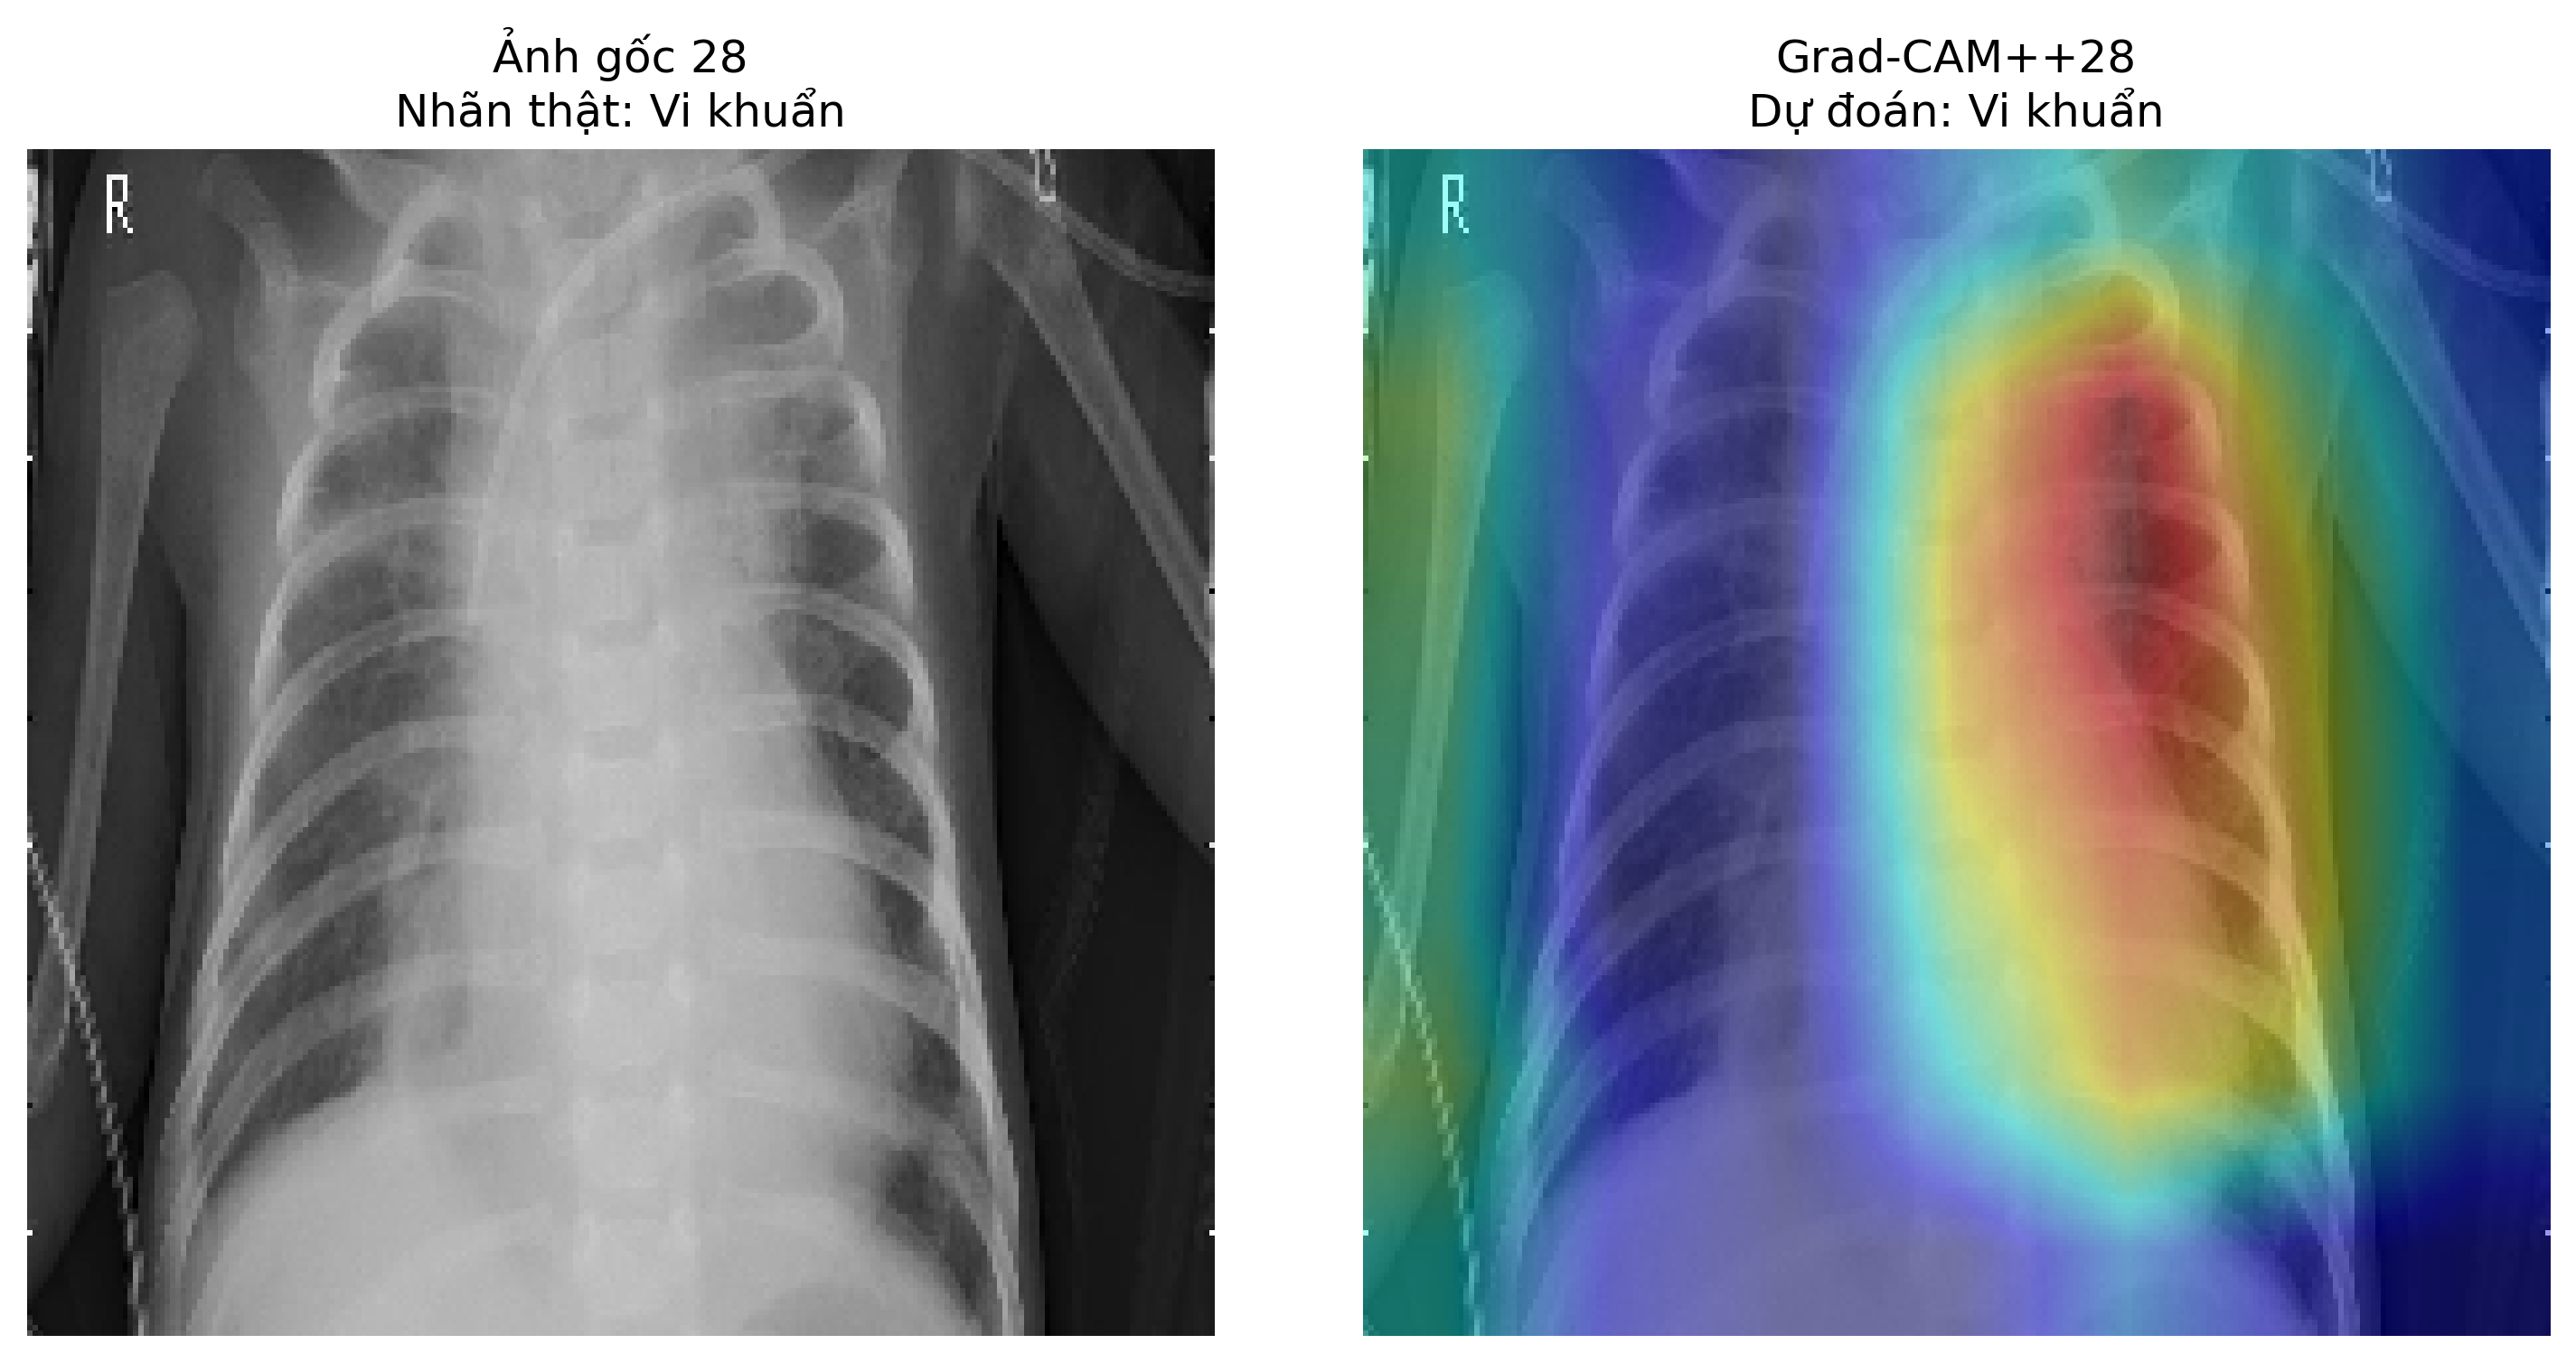 Ảnh gốc 28
Nhãn thật: Vi khuẩn
R
Grad-CAM++28
Dự đoán: Vi khuẩn
R